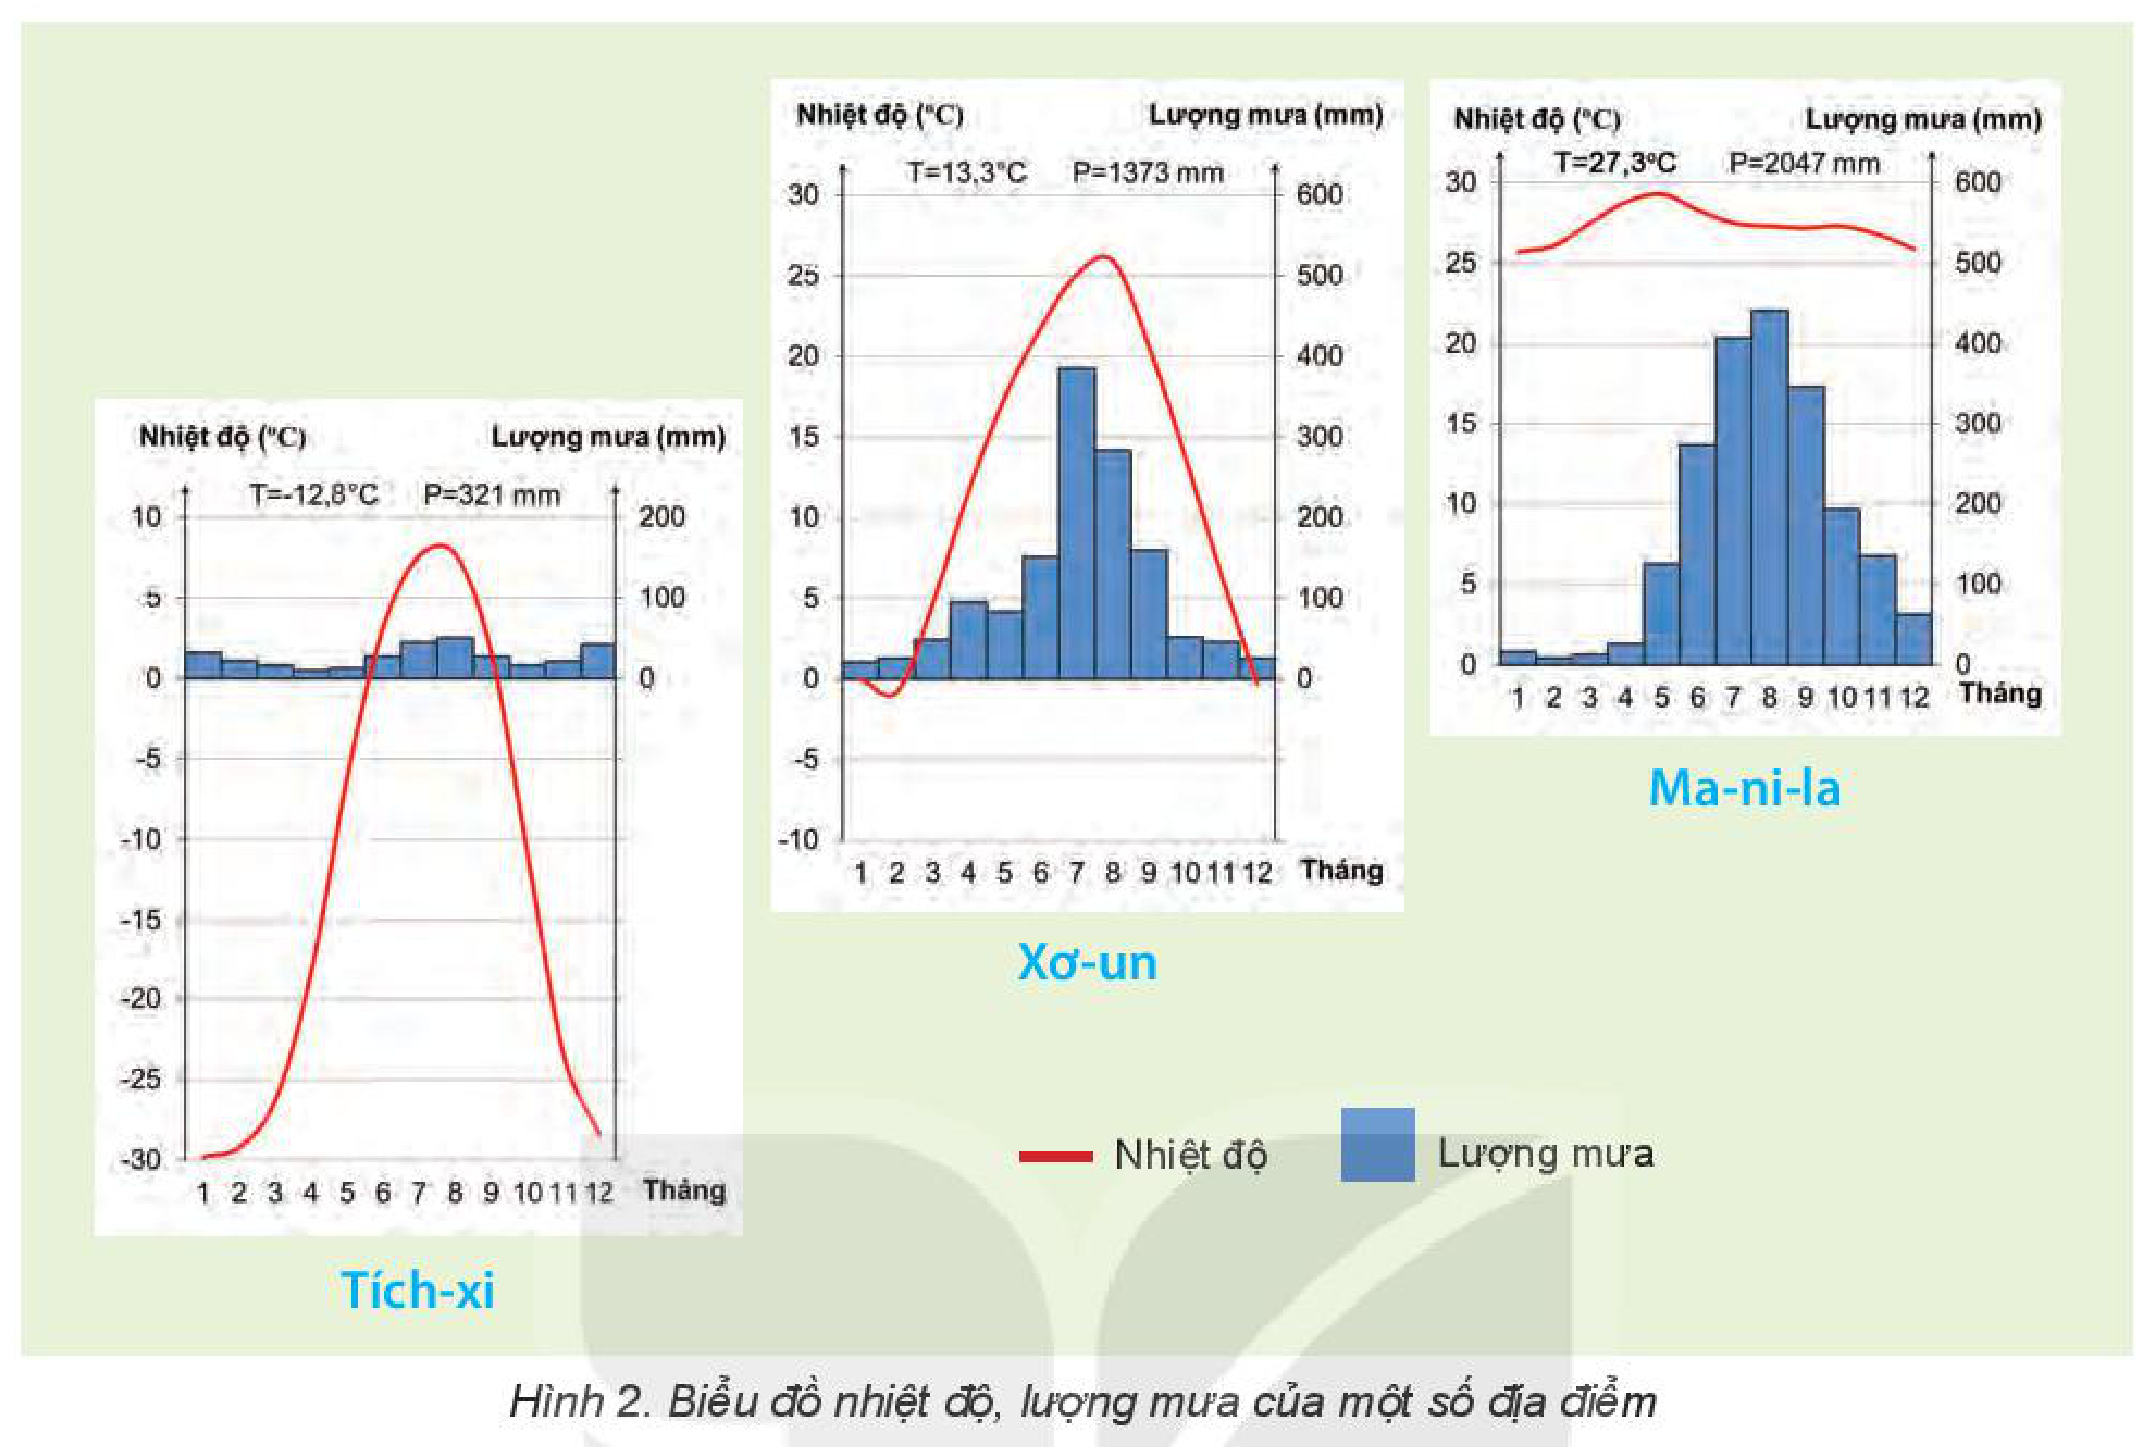 Nhiệt độ (°C) Lượng mưa (mm)
T=-12,8°C P=321 mm
10 200
5 100
0 0
-5
-10
-15
-20
-25
-30
1 2 3 4 5 6 7 8 9 10 11 12 Tháng
Tích-xi
Nhiệt độ (°C) Lượng mưa (mm)
T=13,3°C P=1373 mm
30 600
25 500
20 400
15 300
10 200
5 100
0 0
-5
-10
1 2 3 4 5 6 7 8 9 10 11 12 Tháng
Xơ-un
Nhiệt độ (°C) Lượng mưa (mm)
T=27,3°C P=2047 mm
30 600
25 500
20 400
15 300
10 200
5 100
0 0
1 2 3 4 5 6 7 8 9 10 11 12 Tháng
Ma-ni-la
Nhiệt độ Lượng mưa
Hình 2. Biểu đồ nhiệt độ, lượng mưa của một số địa điểm